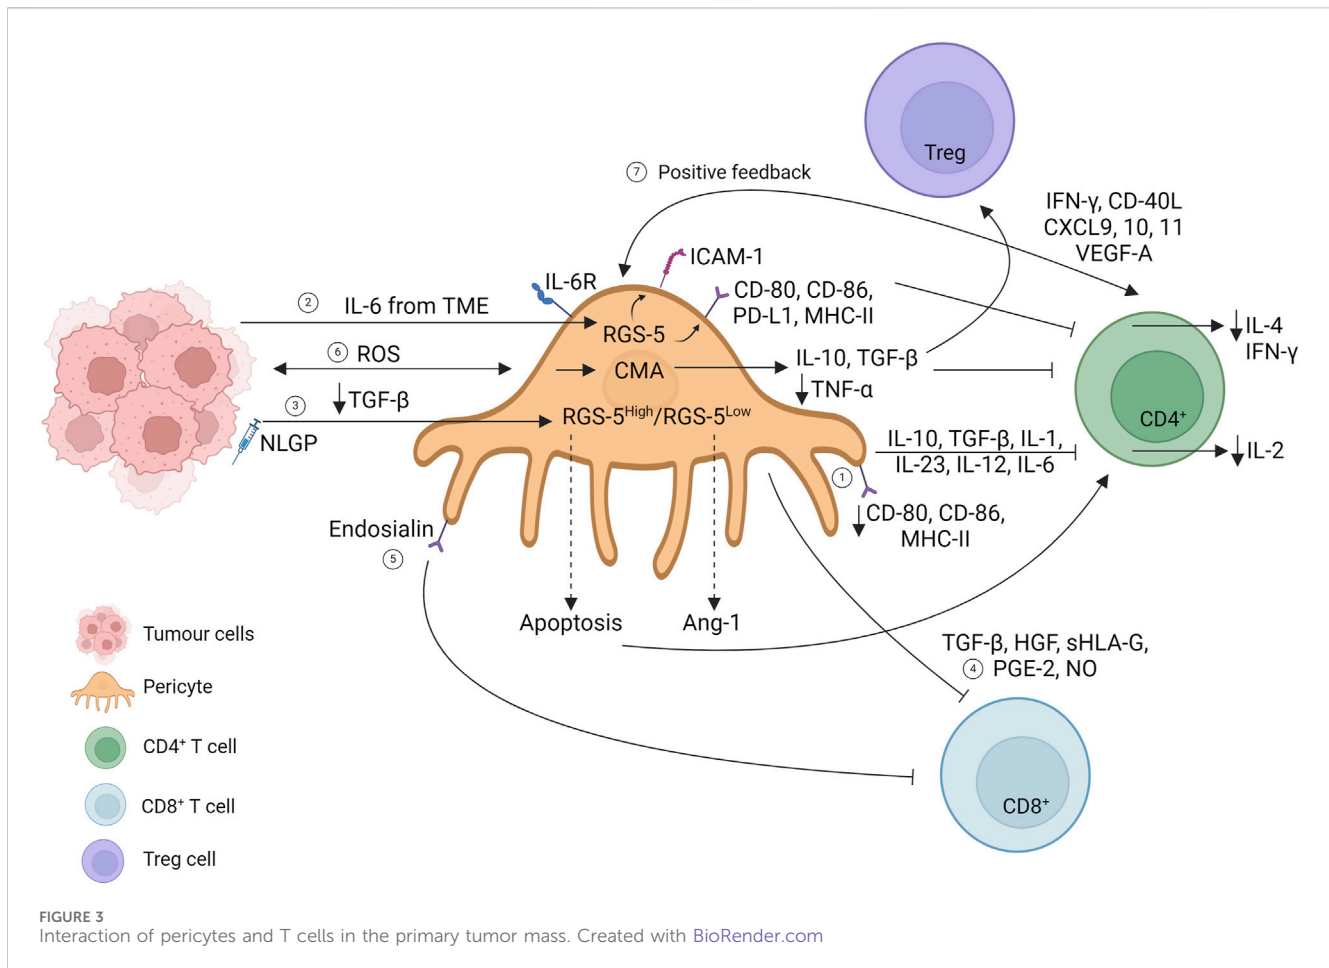 Treg
⑦ Positive feedback
IFN-γ, CD-40L
CXCL9, 10, 11
VEGF-A
ICAM-1
IL-6R
CD-80, CD-86,
PD-L1, MHC-II
② IL-6 from TME
RGS-5
↓ IL-4
IFN-γ
⑥ ROS
CMA
IL-10, TGF-β
↓ TNF-α
③ ↓ TGF-β
NLGP
RGS-5High/RGS-5Low
CD4+
IL-10, TGF-β, IL-1,
IL-23, IL-12, IL-6
↓ IL-2
①
↓ CD-80, CD-86,
MHC-II
Endosialin
⑤
Apoptosis
Ang-1
TGF-β, HGF, sHLA-G,
④ PGE-2, NO
CD8+
Tumour cells
Pericyte
CD4+ T cell
CD8+ T cell
Treg cell
FIGURE 3
Interaction of pericytes and T cells in the primary tumor mass. Created with BioRender.com